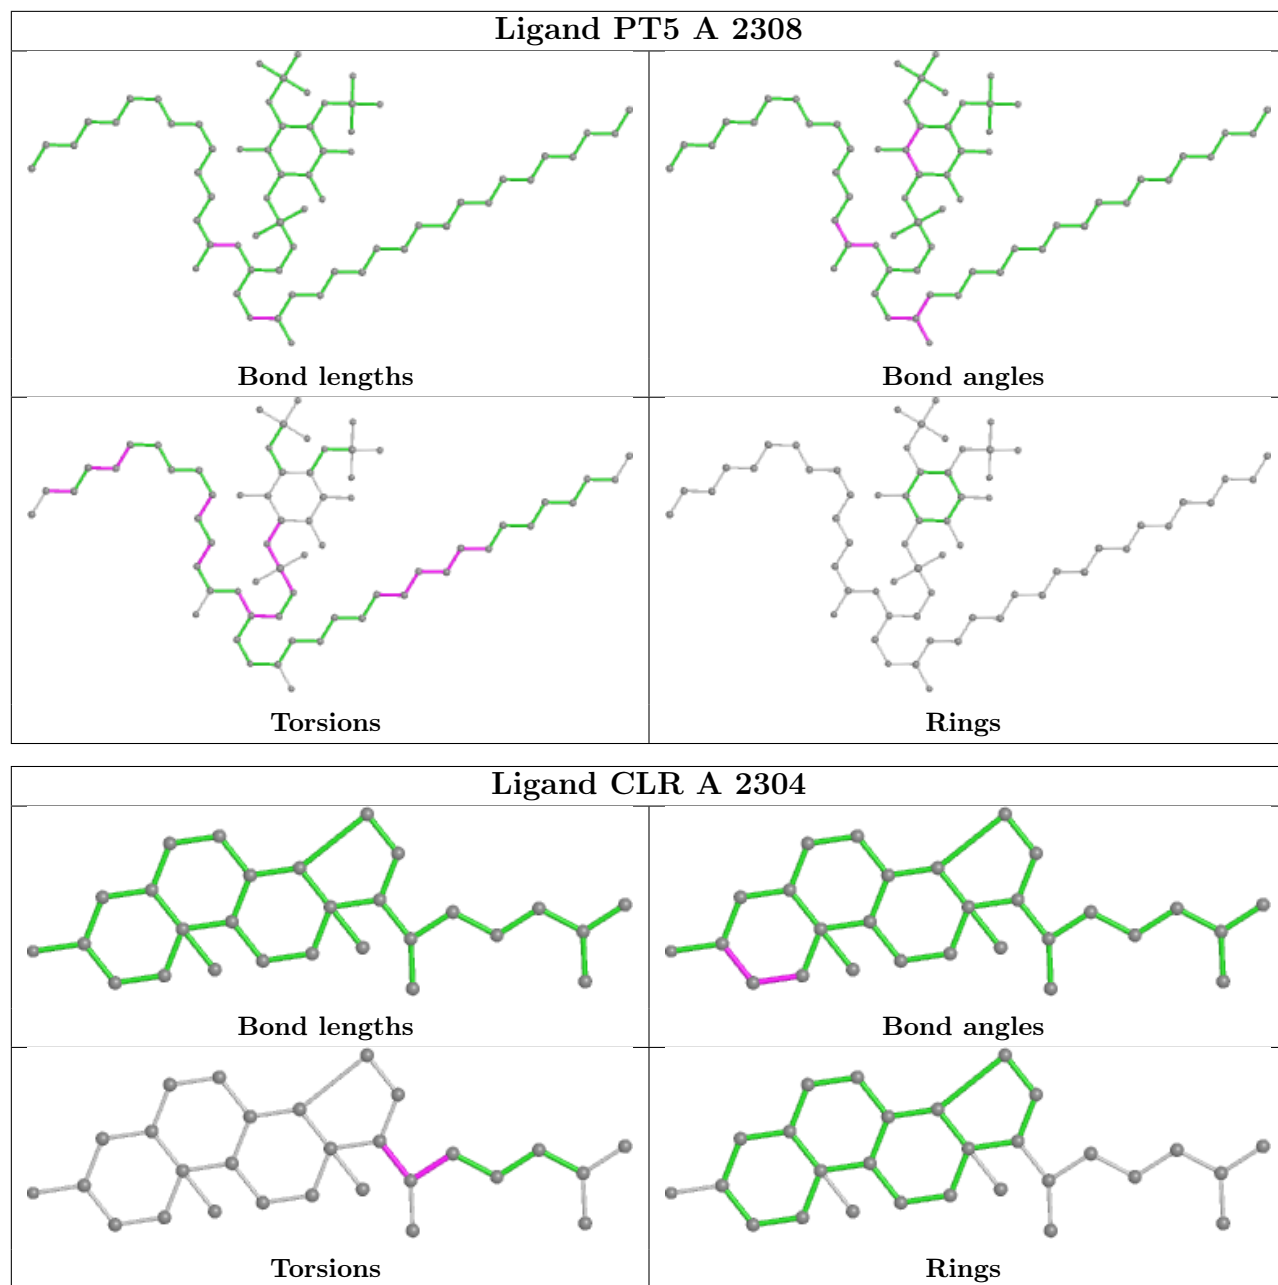 Ligand PT5 A 2308
Bond lengths
Bond angles
Torsions
Rings
Ligand CLR A 2304
Bond lengths
Bond angles
Torsions
Rings